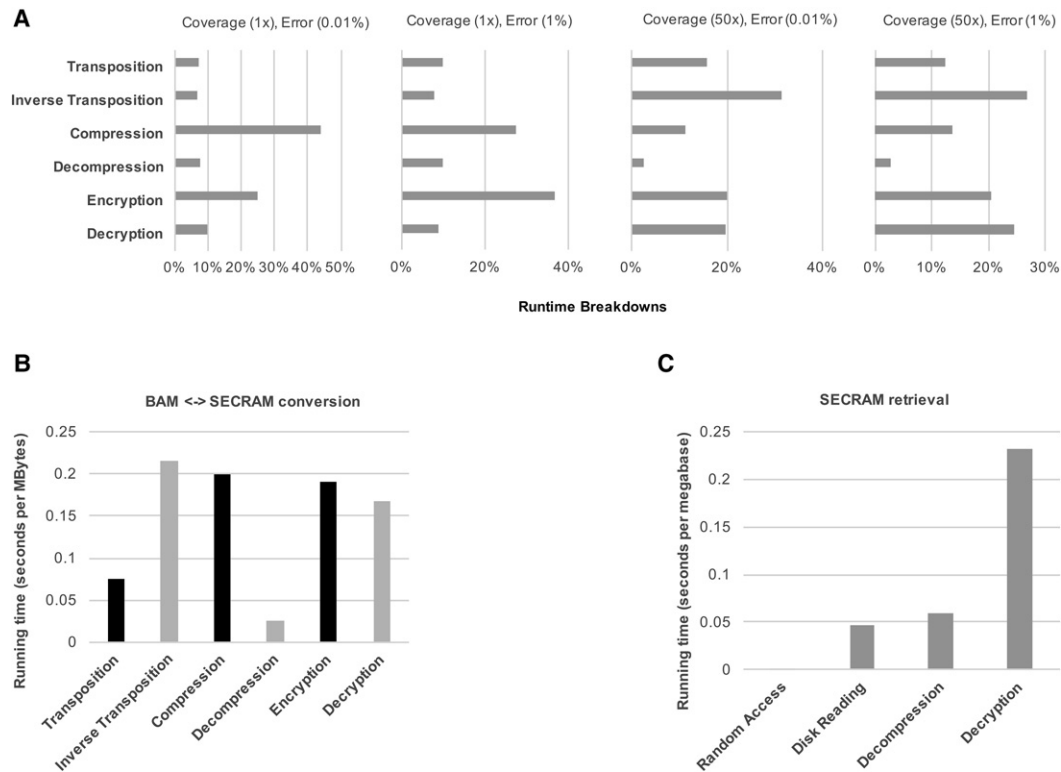 A
Coverage (1x), Error (0.01%)
Coverage (1x), Error (1%)
Coverage (50x), Error (0.01%)
Coverage (50x), Error (1%)
Transposition
Inverse Transposition
Compression
Decompression
Encryption
Decryption
0% 10% 20% 30% 40% 50%
0% 20% 40%
0% 20% 40%
0% 10% 20% 30%
Runtime Breakdowns
B
BAM <-> SECRAM conversion
Running time (seconds per MBytes)
0.25
0.2
0.15
0.1
0.05
0
Transposition
Inverse Transposition
Compression
Decompression
Encryption
Decryption
C
SECRAM retrieval
Running time (seconds per megabase)
0.25
0.2
0.15
0.1
0.05
0
Random Access
Disk Reading
Decompression
Decryption